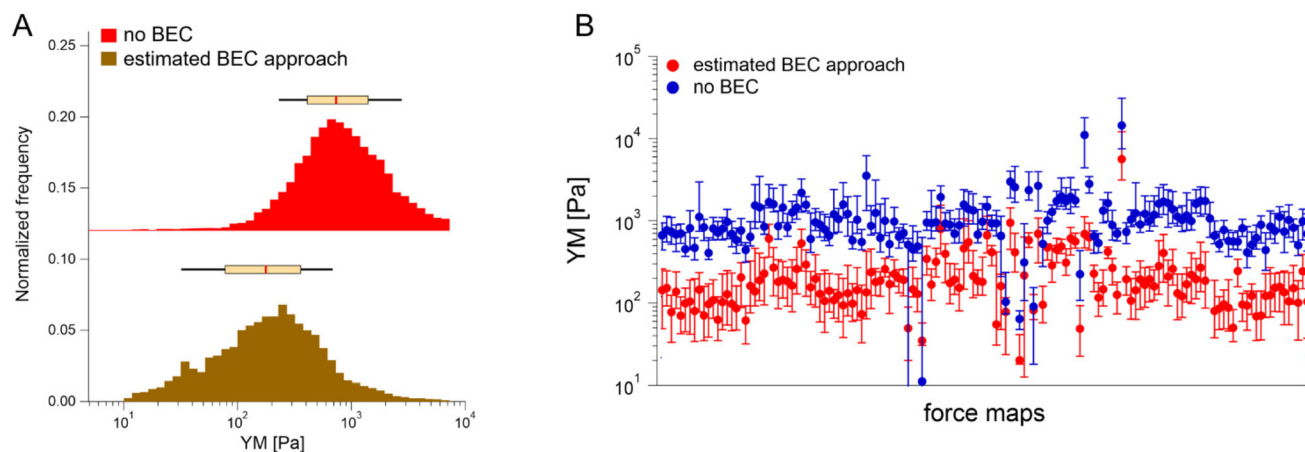 A
no BEC
estimated BEC approach
Normalized frequency
0.25
0.20
0.15
0.10
0.05
0.00
10¹ 10² 10³ 10⁴
YM [Pa]
B
estimated BEC approach
no BEC
YM [Pa]
10⁵
10⁴
10³
10²
10¹
force maps